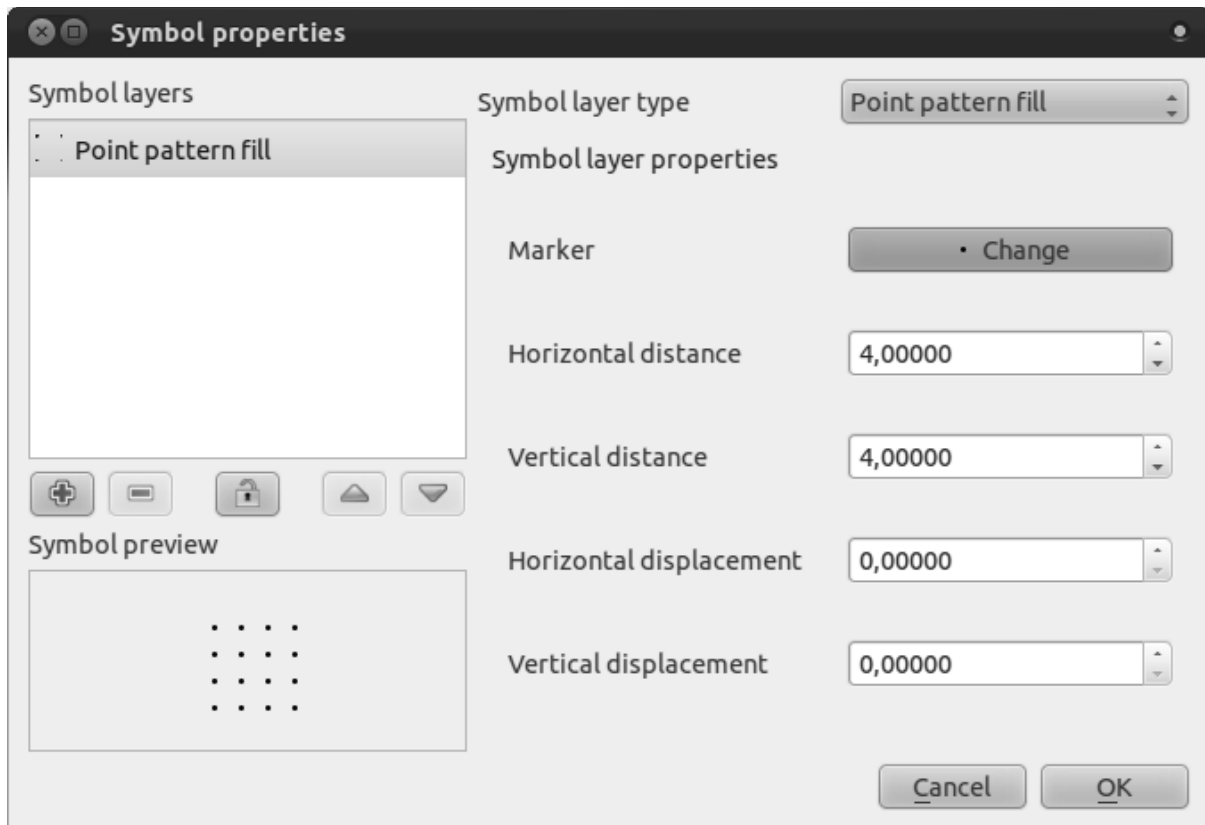 Symbol properties
Symbol layers
Point pattern fill
Symbol preview
Symbol layer type
Point pattern fill
Symbol layer properties
Marker
Change
Horizontal distance
4,00000
Vertical distance
4,00000
Horizontal displacement
0,00000
Vertical displacement
0,00000
Cancel
OK